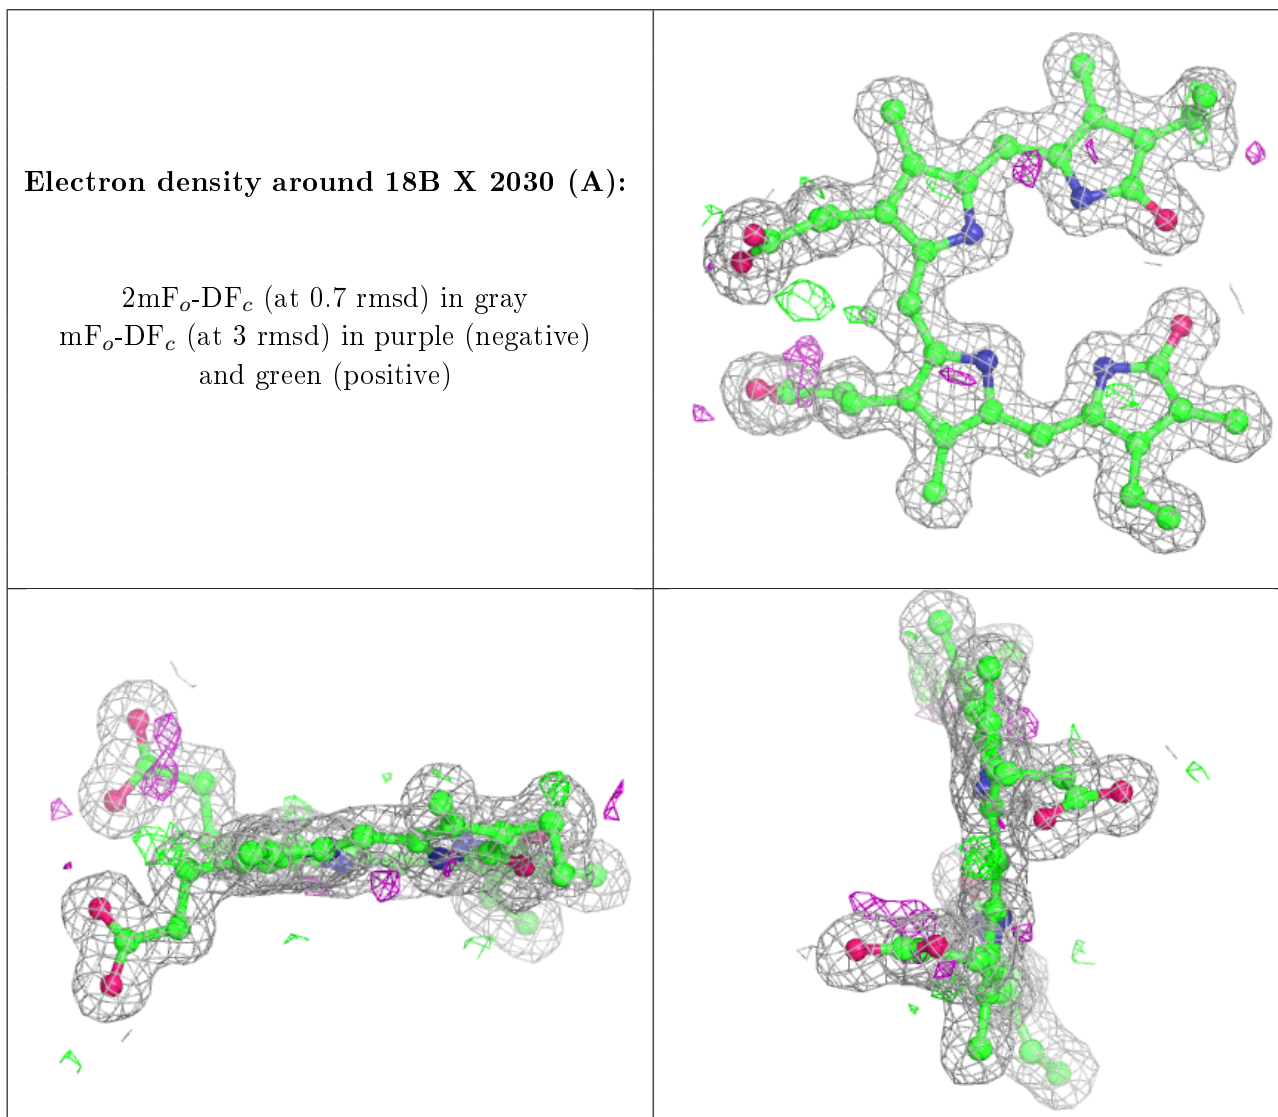 Electron density around 18B X 2030 (A):
2mFo-DFc (at 0.7 rmsd) in gray
mFo-DFc (at 3 rmsd) in purple (negative)
and green (positive)